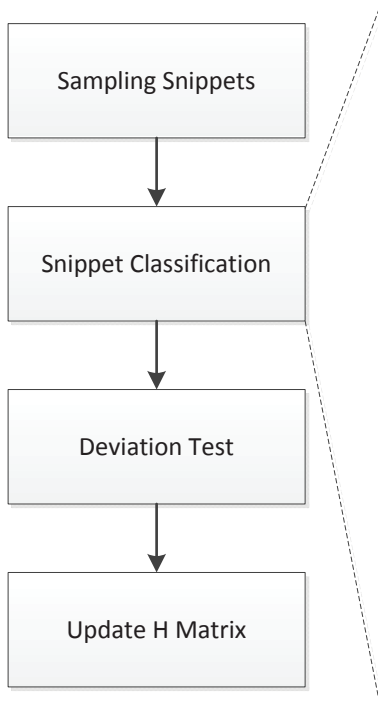 Sampling Snippets
Snippet Classification
Deviation Test
Update H Matrix